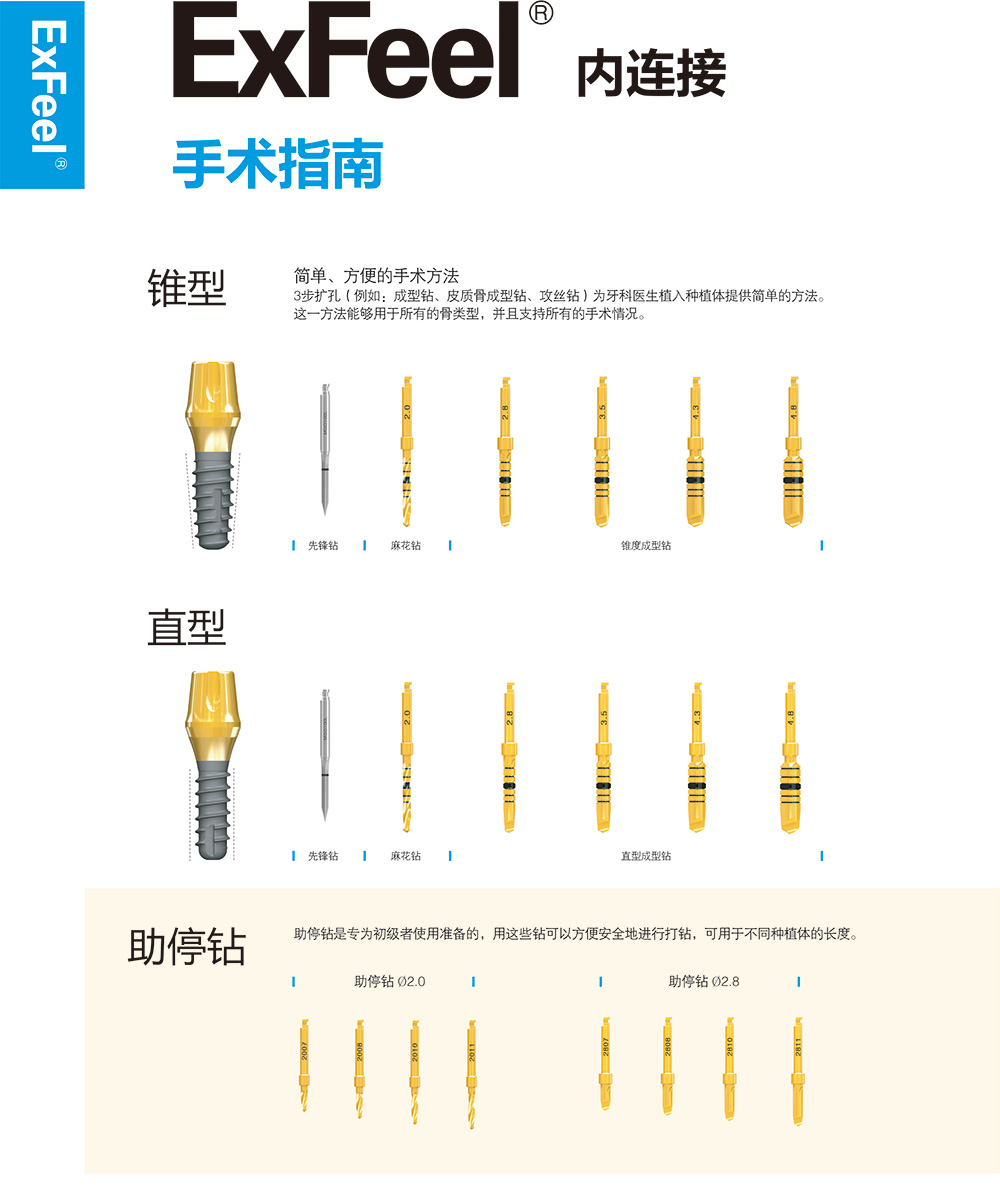 ExFeel®
ExFeel® 内连接
手术指南
锥型
简单、方便的手术方法
3步扩孔（例如：成型钻、皮质骨成型钻、攻丝钻）为牙科医生植入种植体提供简单的方法。
这一方法能够用于所有的骨类型，并且支持所有的手术情况。
2.0
2.8
3.5
4.3
4.8
先锋钻
麻花钻
锥度成型钻
直型
2.0
2.8
3.5
4.3
4.8
先锋钻
麻花钻
直型成型钻
助停钻
助停钻是专为初级者使用准备的，用这些钻可以方便安全地进行打钻，可用于不同种植体的长度。
助停钻 Ø2.0
助停钻 Ø2.8
2007
2008
2010
2011
2807
2808
2810
2811